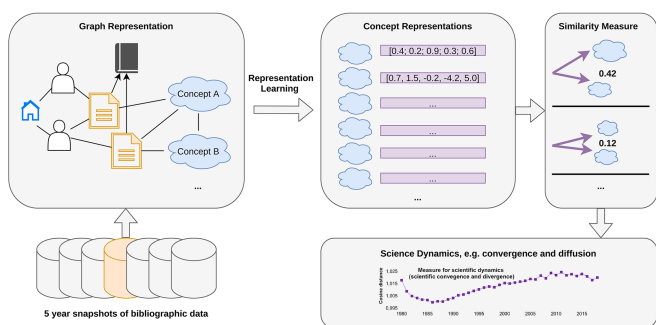 Graph Representation
Concept A
Concept B
...
5 year snapshots of bibliographic data
Representation
Learning
Concept Representations
[0.4; 0.2; 0.9; 0.3; 0.6]
[0.7, 1.5, -0.2, -4.2, 5.0]
...
...
...
...
...
Similarity Measure
0.42
0.12
...
Science Dynamics, e.g. convergence and diffusion
Measure for scientific dynamics
(scientific convegence and divergence)
Cosine distance
1,025
1,015
1,005
0,995
1980
1985
1990
1995
2000
2005
2010
2015